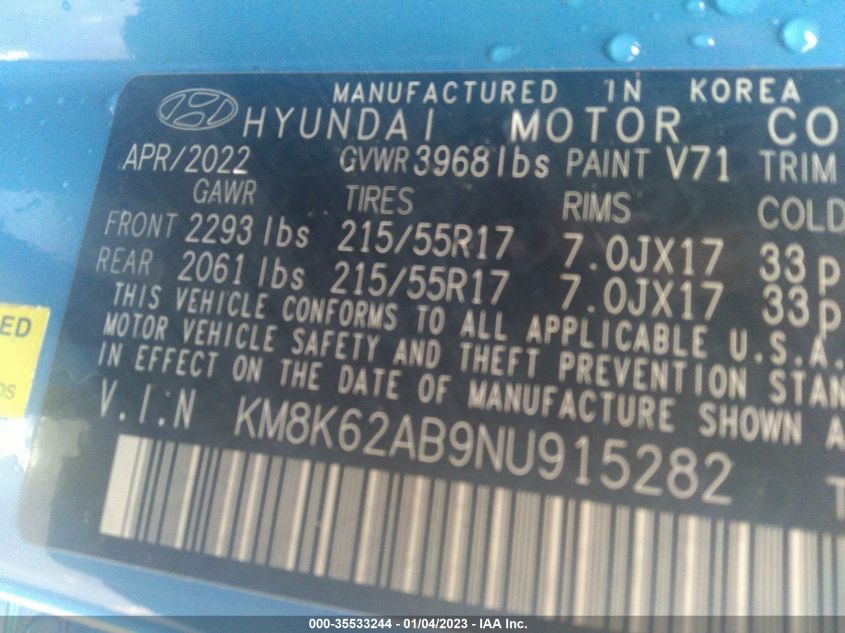 MANUFACTURED IN KOREA
HYUNDAI MOTOR CO
APR/2022 GVWR 3968 lbs PAINT V71 TRIM
GAWR TIRES RIMS COLD
FRONT 2293 lbs 215/55R17 7.0JX17 33 p
REAR 2061 lbs 215/55R17 7.0JX17 33 p
THIS VEHICLE CONFORMS TO ALL APPLICABLE U.S.A.
MOTOR VEHICLE SAFETY AND THEFT PREVENTION STAN
IN EFFECT ON THE DATE OF MANUFACTURE SHOWN A
V.I.N KM8K62AB9NU915282 T
ED
os
000-35533244 - 01/04/2023 - IAA Inc.